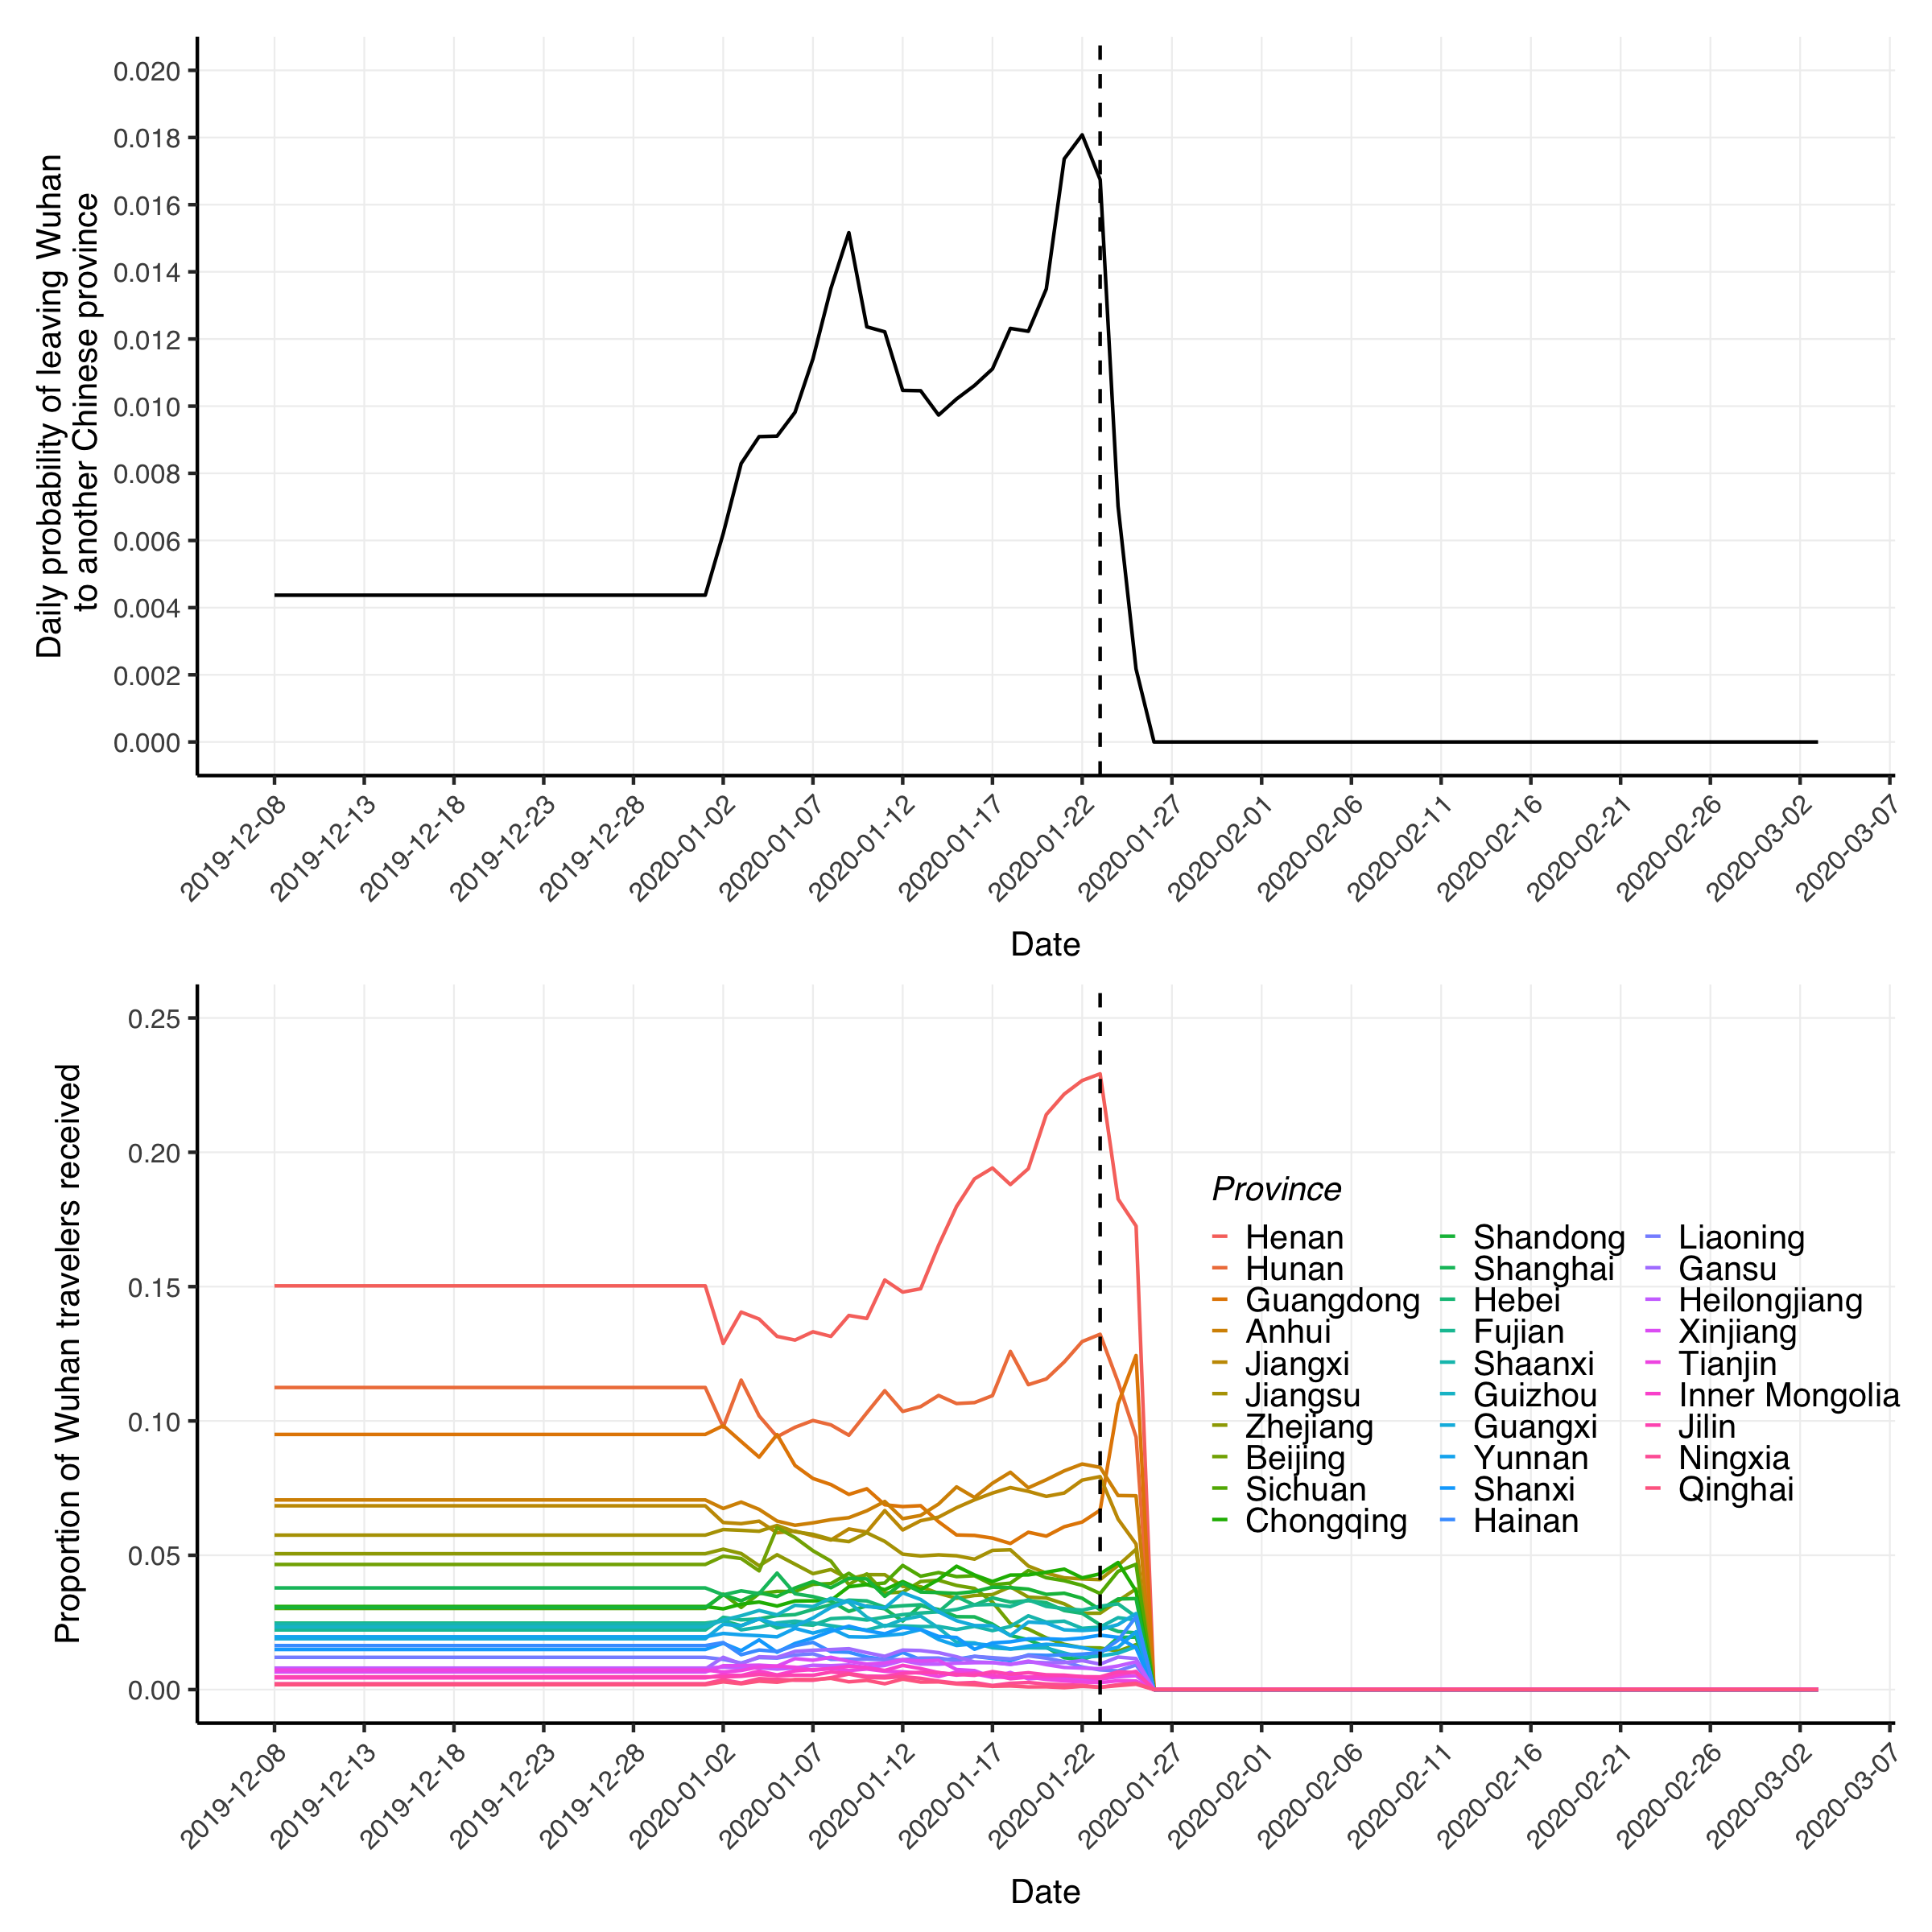 Daily probability of leaving Wuhan
to another Chinese province
0.020
0.018
0.016
0.014
0.012
0.010
0.008
0.006
0.004
0.002
0.000
2019-12-08
2019-12-13
2019-12-18
2019-12-23
2019-12-28
2020-01-02
2020-01-07
2020-01-12
2020-01-17
2020-01-22
2020-01-27
2020-02-01
2020-02-06
2020-02-11
2020-02-16
2020-02-21
2020-02-26
2020-03-02
2020-03-07
Date
Proportion of Wuhan travelers received
0.25
0.20
0.15
0.10
0.05
0.00
Province
Henan
Hunan
Guangdong
Anhui
Jiangxi
Jiangsu
Zhejiang
Beijing
Sichuan
Chongqing
Shandong
Shanghai
Hebei
Fujian
Shaanxi
Guizhou
Guangxi
Yunnan
Shanxi
Hainan
Liaoning
Gansu
Heilongjiang
Xinjiang
Tianjin
Inner Mongolia
Jilin
Ningxia
Qinghai
2019-12-08
2019-12-13
2019-12-18
2019-12-23
2019-12-28
2020-01-02
2020-01-07
2020-01-12
2020-01-17
2020-01-22
2020-01-27
2020-02-01
2020-02-06
2020-02-11
2020-02-16
2020-02-21
2020-02-26
2020-03-02
2020-03-07
Date